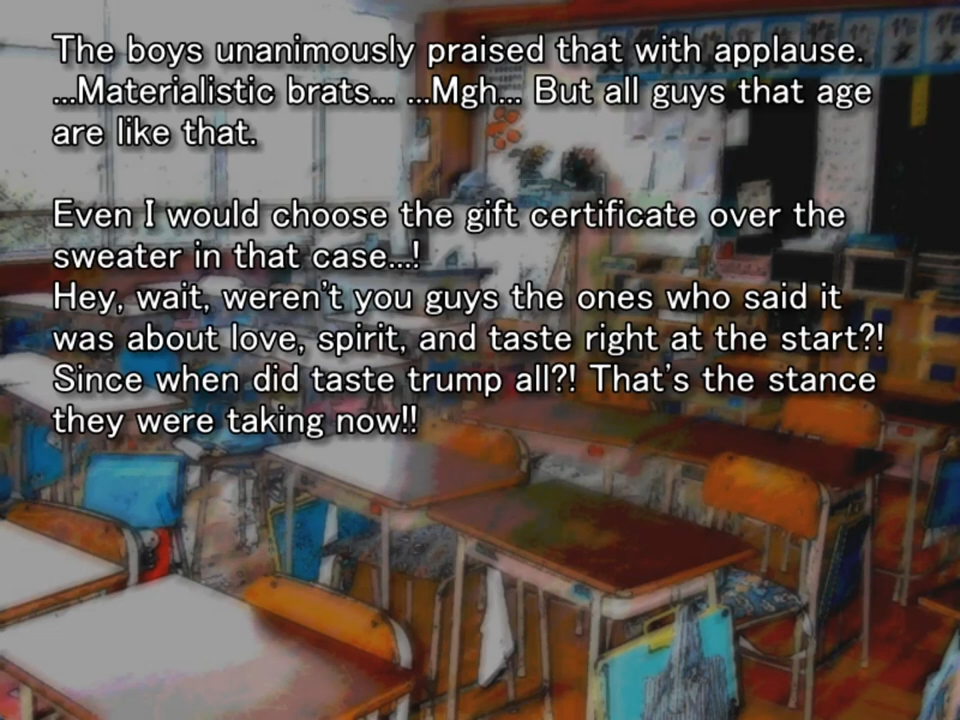 The boys unanimously praised that with applause.
...Materialistic brats... ...Mgh... But all guys that age
are like that.
Even I would choose the gift certificate over the
sweater in that case...!
Hey, wait, weren't you guys the ones who said it
was about love, spirit, and taste right at the start?!
Since when did taste trump all?! That's the stance
they were taking now!!